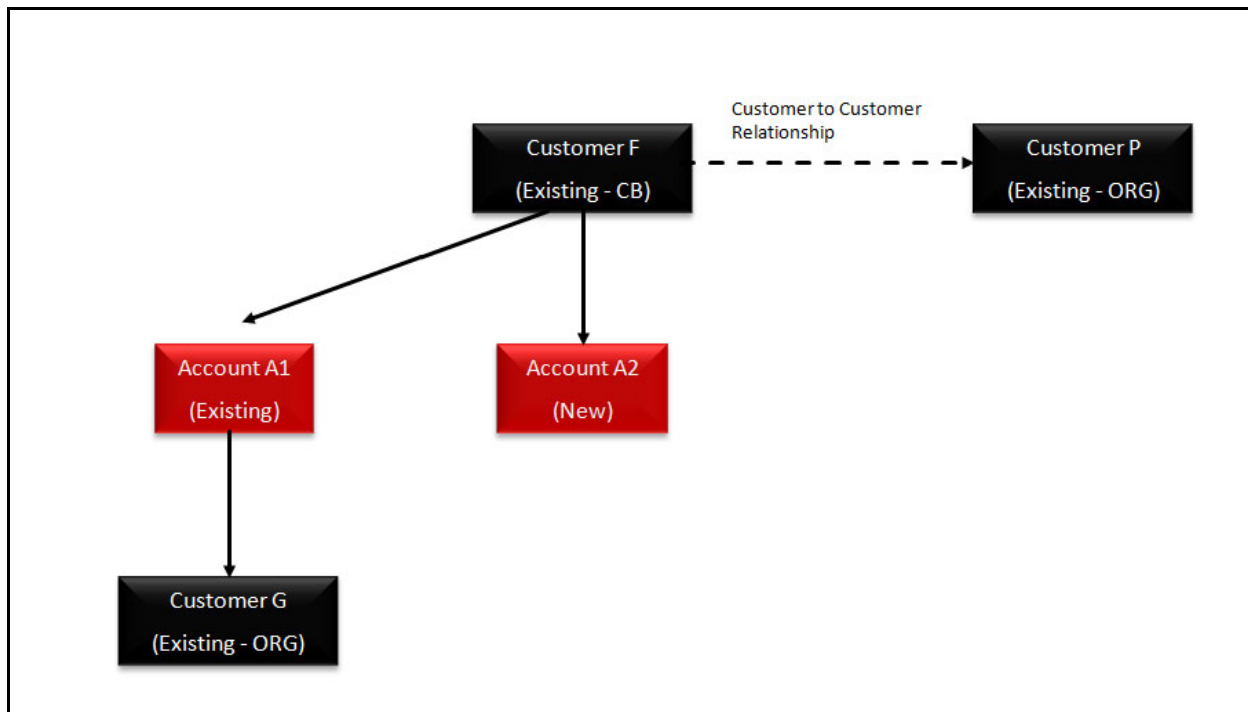 Customer to Customer
Relationship
Customer F
(Existing - CB)
Customer P
(Existing - ORG)
Account A1
(Existing)
Account A2
(New)
Customer G
(Existing - ORG)